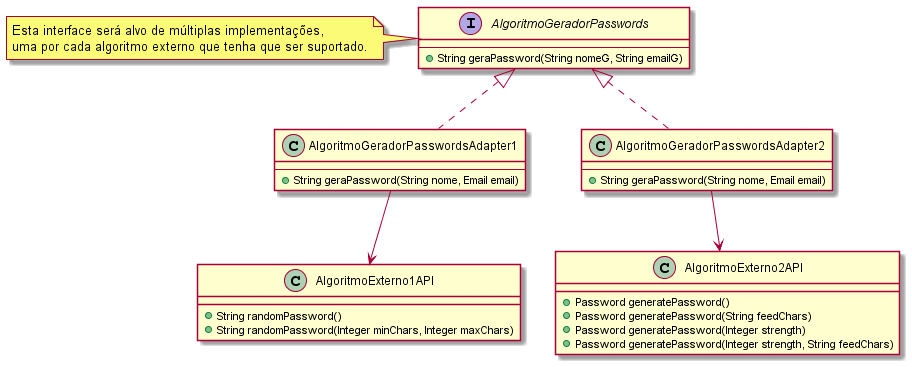 Esta interface será alvo de múltiplas implementações,
uma por cada algoritmo externo que tenha que ser suportado.
I AlgoritmoGeradorPasswords
String geraPassword(String nomeG, String emailG)
C AlgoritmoGeradorPasswordsAdapter1
String geraPassword(String nome, Email email)
C AlgoritmoGeradorPasswordsAdapter2
String geraPassword(String nome, Email email)
C AlgoritmoExterno1API
String randomPassword()
String randomPassword(Integer minChars, Integer maxChars)
C AlgoritmoExterno2API
Password generatePassword()
Password generatePassword(String feedChars)
Password generatePassword(Integer strength)
Password generatePassword(Integer strength, String feedChars)